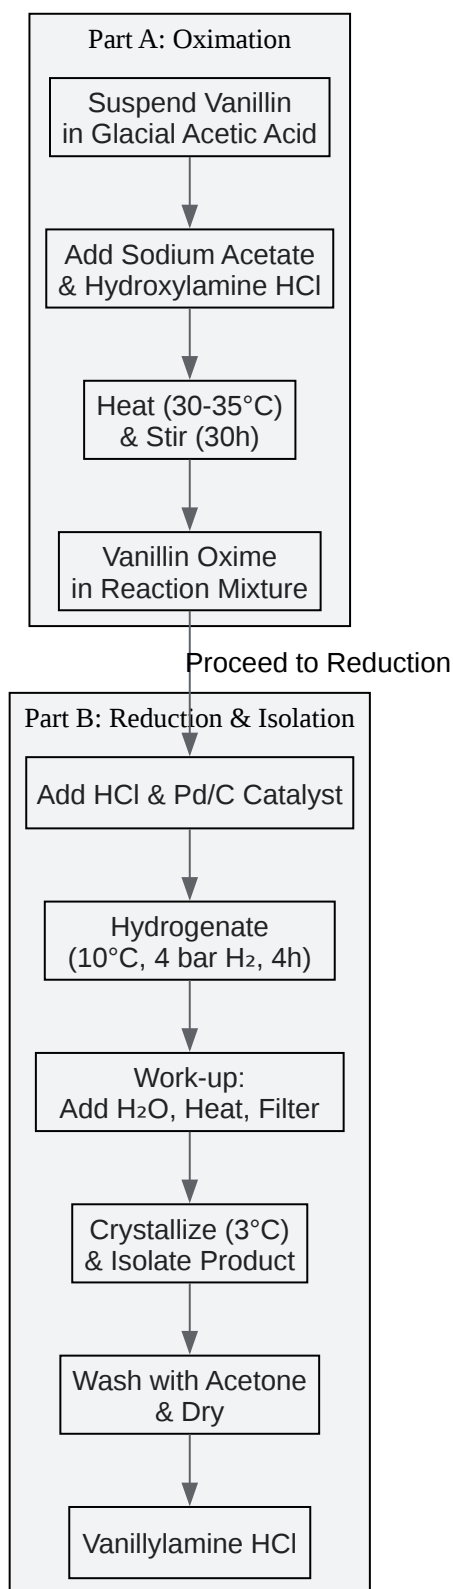 Part A: Oximation
Suspend Vanillin
in Glacial Acetic Acid
Add Sodium Acetate
& Hydroxylamine HCl
Heat (30-35°C)
& Stir (30h)
Vanillin Oxime
in Reaction Mixture
Proceed to Reduction
Part B: Reduction & Isolation
Add HCl & Pd/C Catalyst
Hydrogenate
(10°C, 4 bar H₂, 4h)
Work-up:
Add H₂O, Heat, Filter
Crystallize (3°C)
& Isolate Product
Wash with Acetone
& Dry
Vanillylamine HCl